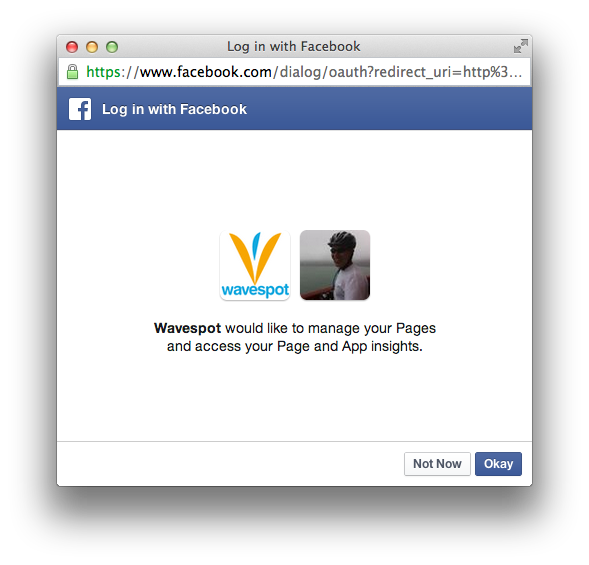 Log in with Facebook
https://www.facebook.com/dialog/oauth?redirect_uri=http%3...
Log in with Facebook
wavespot
Wavespot would like to manage your Pages
and access your Page and App insights.
Not Now Okay